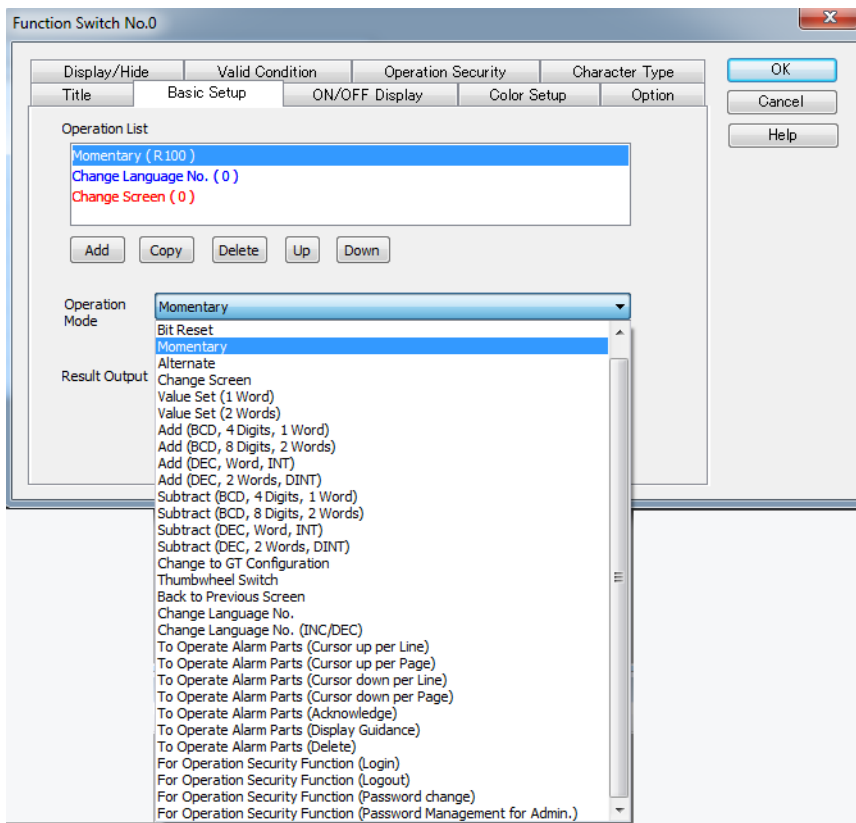 Function Switch No.0
Display/Hide Valid Condition Operation Security Character Type
Title Basic Setup ON/OFF Display Color Setup Option
OK
Cancel
Help
Operation List
Momentary ( R100 )
Change Language No. ( 0 )
Change Screen ( 0 )
Add Copy Delete Up Down
Operation Mode
Momentary
Result Output
Bit Reset
Momentary
Alternate
Change Screen
Value Set (1 Word)
Value Set (2 Words)
Add (BCD, 4 Digits, 1 Word)
Add (BCD, 8 Digits, 2 Words)
Add (DEC, Word, INT)
Add (DEC, 2 Words, DINT)
Subtract (BCD, 4 Digits, 1 Word)
Subtract (BCD, 8 Digits, 2 Words)
Subtract (DEC, Word, INT)
Subtract (DEC, 2 Words, DINT)
Change to GT Configuration
Thumbwheel Switch
Back to Previous Screen
Change Language No.
Change Language No. (INC/DEC)
To Operate Alarm Parts (Cursor up per Line)
To Operate Alarm Parts (Cursor up per Page)
To Operate Alarm Parts (Cursor down per Line)
To Operate Alarm Parts (Cursor down per Page)
To Operate Alarm Parts (Acknowledge)
To Operate Alarm Parts (Display Guidance)
To Operate Alarm Parts (Delete)
For Operation Security Function (Login)
For Operation Security Function (Logout)
For Operation Security Function (Password change)
For Operation Security Function (Password Management for Admin.)